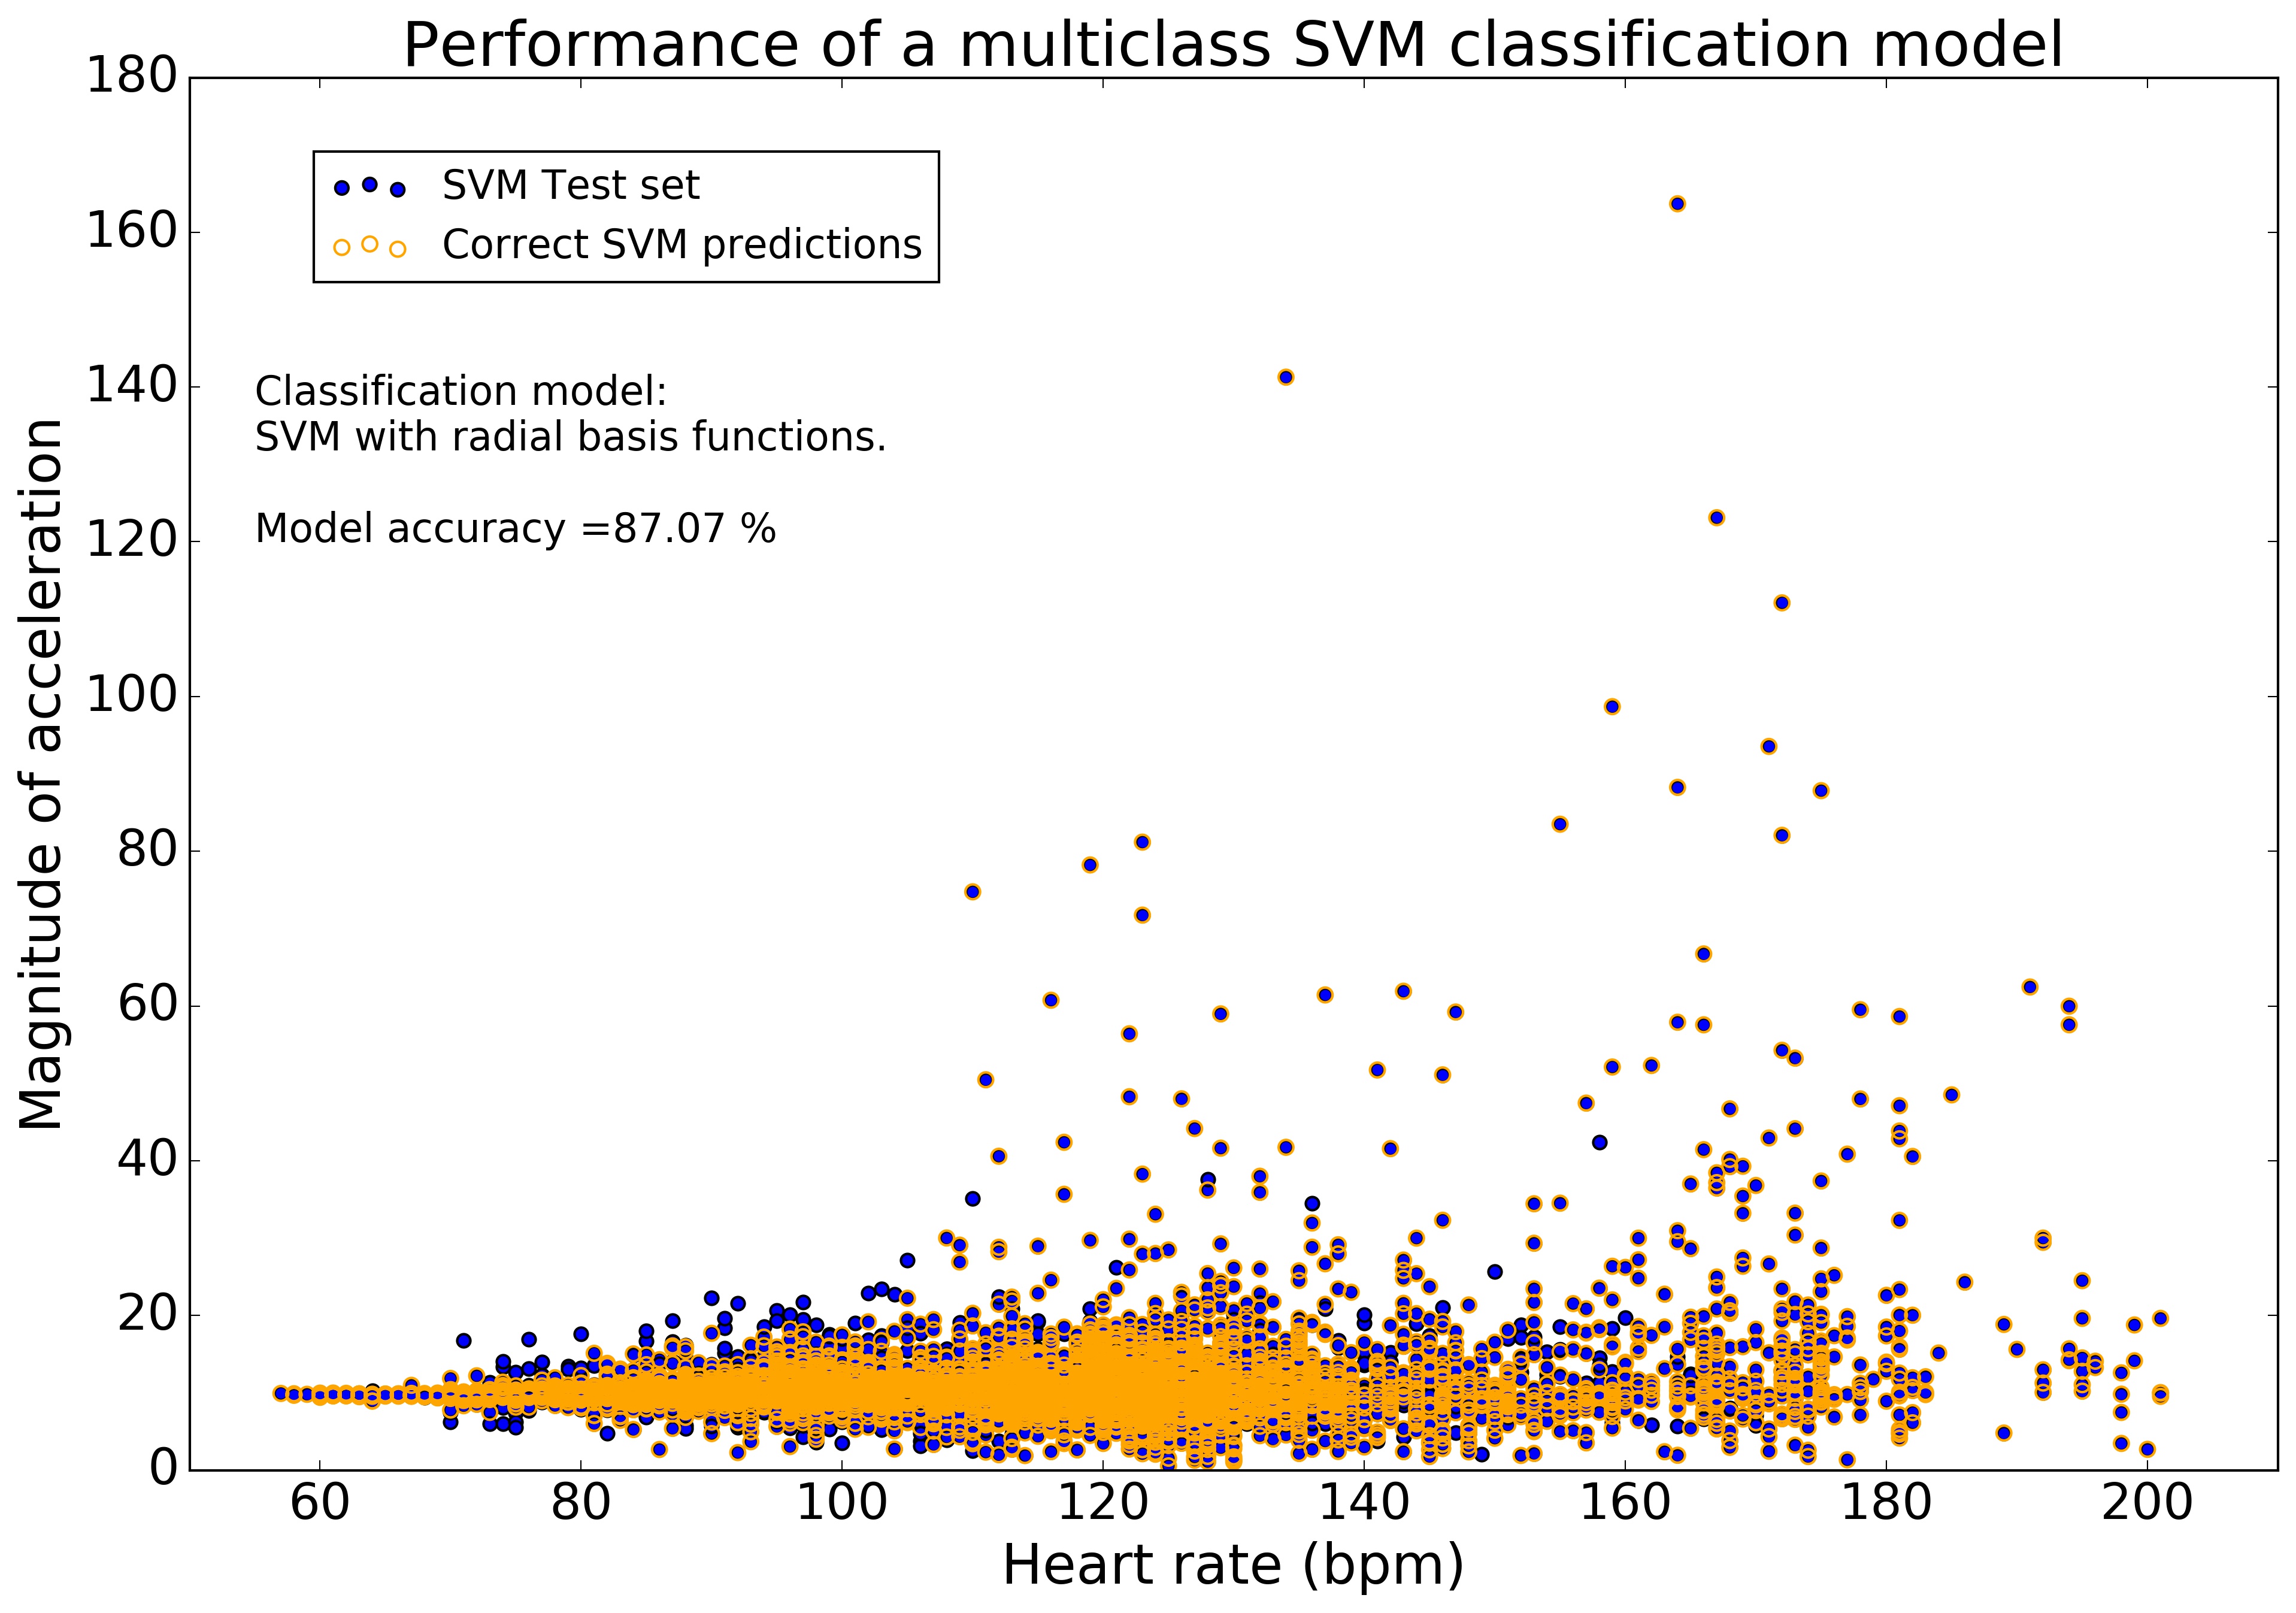 Performance of a multiclass SVM classification model
180
160
140
120
100
80
60
40
20
0
Magnitude of acceleration
SVM Test set
Correct SVM predictions
Classification model:
SVM with radial basis functions.
Model accuracy =87.07 %
60 80 100 120 140 160 180 200
Heart rate (bpm)